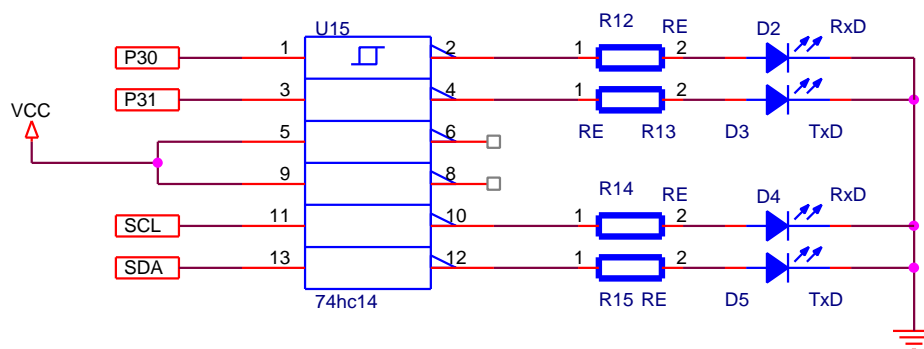 U15
R12 RE D2 RxD
P30 1 2 1 2
P31 3 4 1 2
VCC 5 6 RE R13 D3 TxD
9 8 R14 RE D4 RxD
SCL 11 10 1 2
SDA 13 12 1 2
74hc14 R15 RE D5 TxD